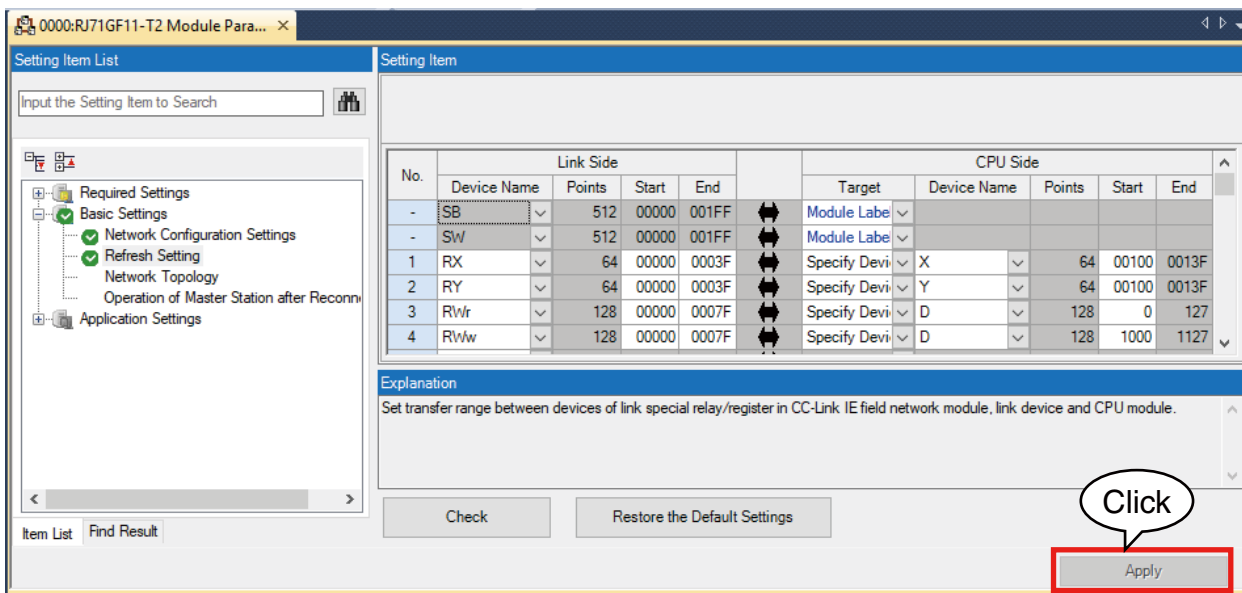 0000:RJ71GF11-T2 Module Para...
Setting Item List
Input the Setting Item to Search
Required Settings
Basic Settings
Network Configuration Settings
Refresh Setting
Network Topology
Operation of Master Station after Reconn
Application Settings
Item List Find Result
Setting Item
No. Link Side CPU Side
Device Name Points Start End Target Device Name Points Start End
- SB 512 00000 001FF Module Label
- SW 512 00000 001FF Module Label
1 RX 64 00000 0003F Specify Devi X 64 00100 0013F
2 RY 64 00000 0003F Specify Devi Y 64 00100 0013F
3 RWr 128 00000 0007F Specify Devi D 128 0 127
4 RWw 128 00000 0007F Specify Devi D 128 1000 1127
Explanation
Set transfer range between devices of link special relay/register in CC-Link IE field network module, link device and CPU module.
Check Restore the Default Settings
Click
Apply